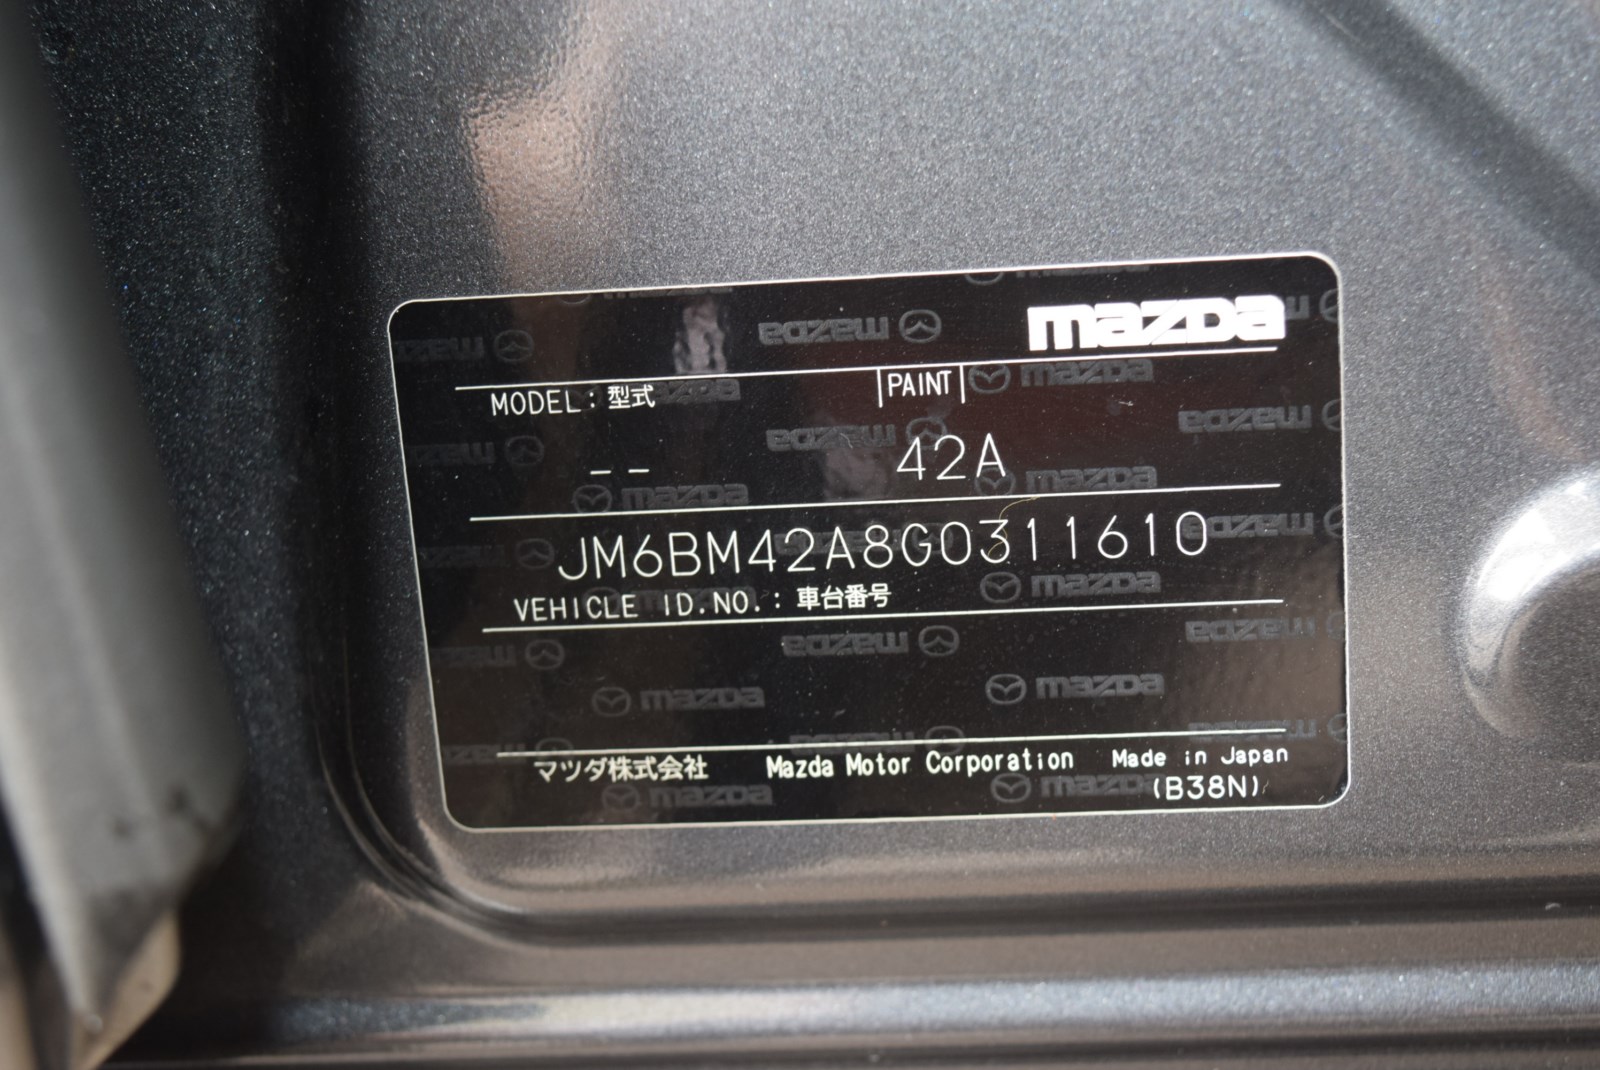 mazda
MODEL: 型式 PAINT
-- 42A
JM6BM42A8G0311610
VEHICLE ID.NO.: 車台番号
マツダ株式会社 Mazda Motor Corporation Made in Japan
(B38N)